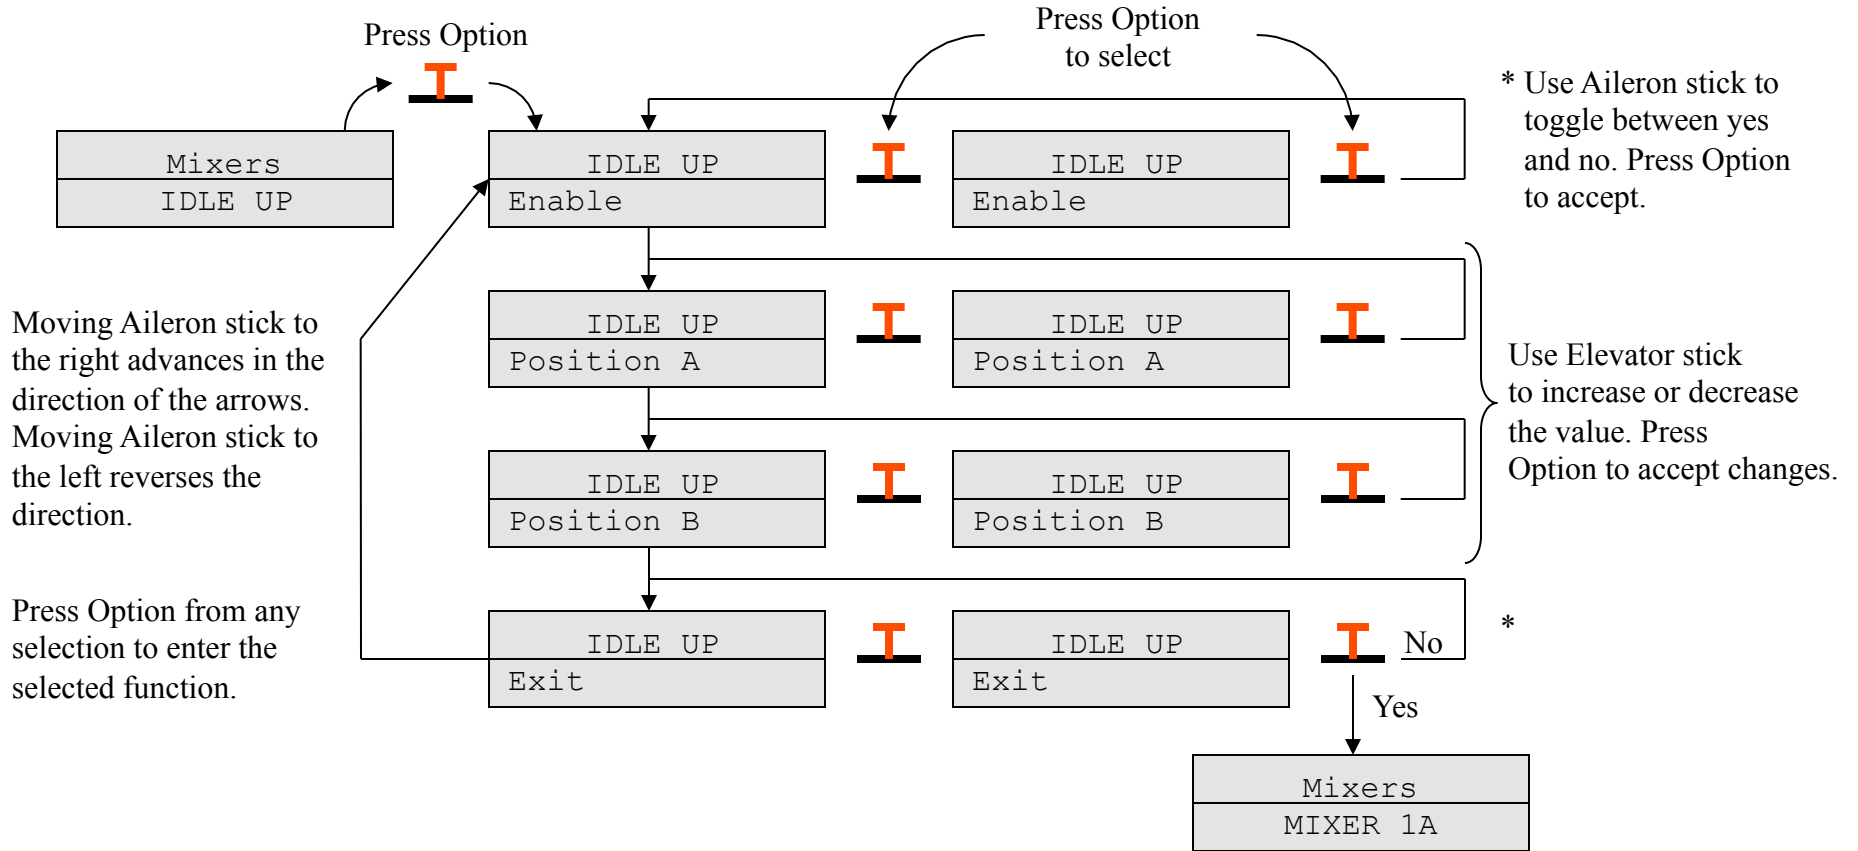 Press Option
Press Option
to select
* Use Aileron stick to
toggle between yes
and no. Press Option
to accept.
Mixers
IDLE UP
IDLE UP
Enable
IDLE UP
Enable
Moving Aileron stick to
the right advances in the
direction of the arrows.
Moving Aileron stick to
the left reverses the
direction.
IDLE UP
Position A
IDLE UP
Position A
Use Elevator stick
to increase or decrease
the value. Press
Option to accept changes.
IDLE UP
Position B
IDLE UP
Position B
Press Option from any
selection to enter the
selected function.
IDLE UP
Exit
IDLE UP
Exit
No
*
Yes
Mixers
MIXER 1A